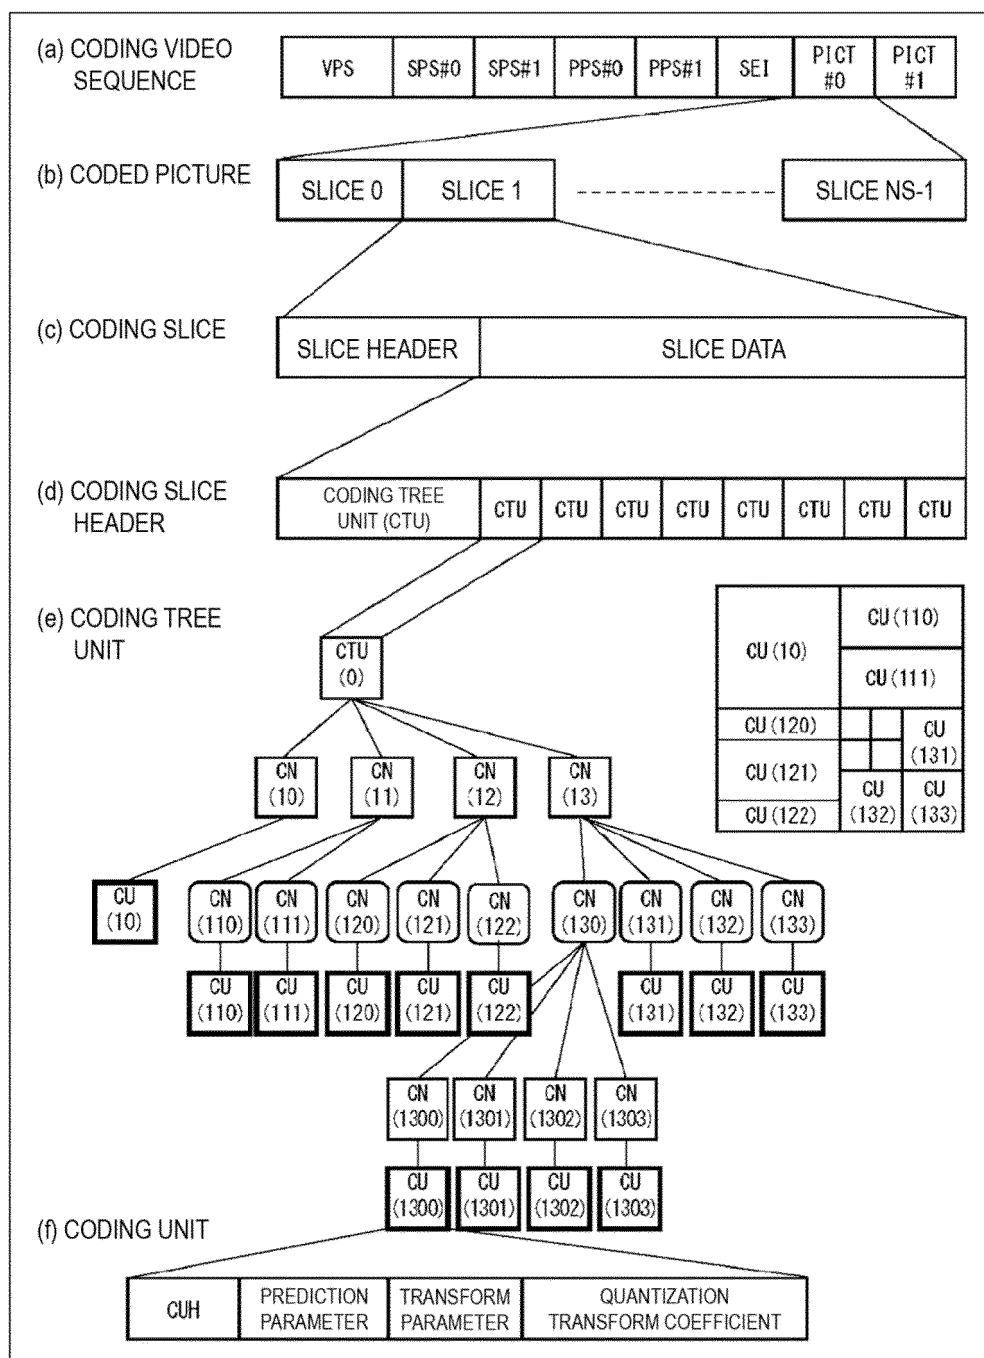 (a) CODING VIDEO
SEQUENCE
VPS SPS#0 SPS#1 PPS#0 PPS#1 SEI PICT PICT
#0 #1
(b) CODED PICTURE
SLICE 0 SLICE 1 SLICE NS-1
(c) CODING SLICE
SLICE HEADER SLICE DATA
(d) CODING SLICE
HEADER
CODING TREE
UNIT (CTU) CTU CTU CTU CTU CTU CTU CTU CTU
(e) CODING TREE
UNIT
CTU
(0)
CU(10) CU(110)
CU(111)
CU(120) CU
(131)
CU(121)
CU CU
(132) (133)
CU(122)
CN CN CN CN
(10) (11) (12) (13)
CU CN CN CN CN CN CN CN CN CN
(10) (110) (111) (120) (121) (122) (130) (131) (132) (133)
CU CU CU CU CU CU CU CU
(110) (111) (120) (121) (122) (131) (132) (133)
CN CN CN CN
(1300) (1301) (1302) (1303)
CU CU CU CU
(1300) (1301) (1302) (1303)
(f) CODING UNIT
CUH PREDICTION TRANSFORM QUANTIZATION
PARAMETER PARAMETER TRANSFORM COEFFICIENT